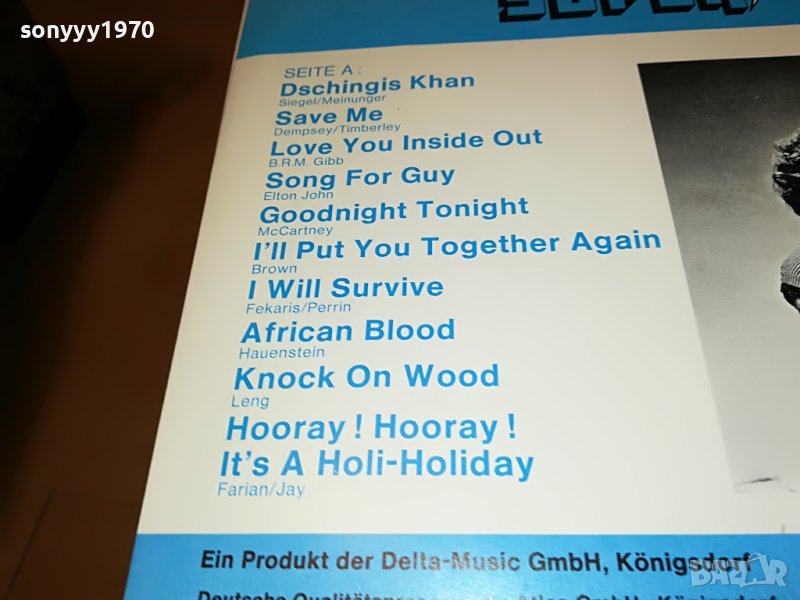 sonyyy1970
SEITE A:
Dschingis Khan
Siegel/Meinunger
Save Me
Dempsey/Timberley
Love You Inside Out
B.R.M. Gibb
Song For Guy
Elton John
Goodnight Tonight
McCartney
I'll Put You Together Again
Brown
I Will Survive
Fekaris/Perrin
African Blood
Hauenstein
Knock On Wood
Leng
Hooray! Hooray!
It's A Holi-Holiday
Farian/Jay
Ein Produkt der Delta-Music GmbH, Königsdorf
BAZAR